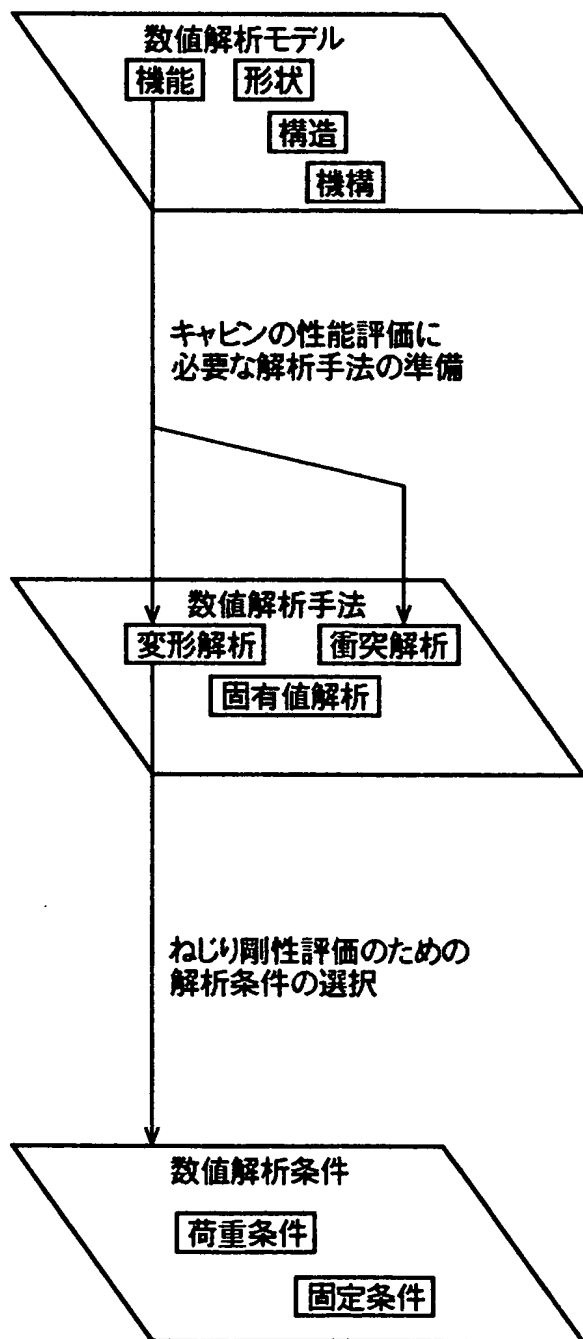 数値解析モデル
機能 形状
構造
機構
キャビンの性能評価に
必要な解析手法の準備
数値解析手法
変形解析 衝突解析
固有値解析
ねじり剛性評価のための
解析条件の選択
数値解析条件
荷重条件
固定条件